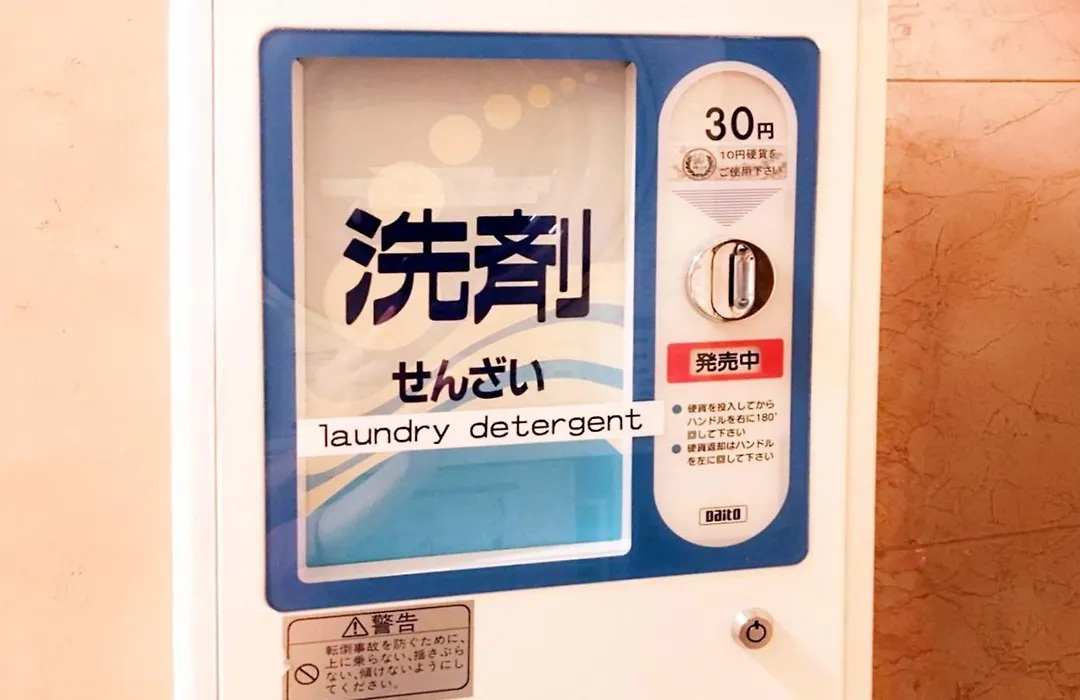 洗剤
せんざい
laundry detergent
30円
10円硬貨を
ご使用下さい
発売中
● 硬貨を投入してから
ハンドルを右に180°
回して下さい
● 硬貨返却はハンドル
を左に回して下さい
Daito
⚠警告
転倒事故を防ぐために、
上に乗らない、揺さぶら
ない、傾けないようにし
てください。